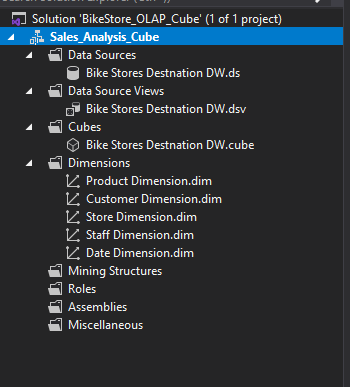 Solution 'BikeStore_OLAP_Cube' (1 of 1 project)
Sales_Analysis_Cube
Data Sources
Bike Stores Destnation DW.ds
Data Source Views
Bike Stores Destnation DW.dsv
Cubes
Bike Stores Destnation DW.cube
Dimensions
Product Dimension.dim
Customer Dimension.dim
Store Dimension.dim
Staff Dimension.dim
Date Dimension.dim
Mining Structures
Roles
Assemblies
Miscellaneous